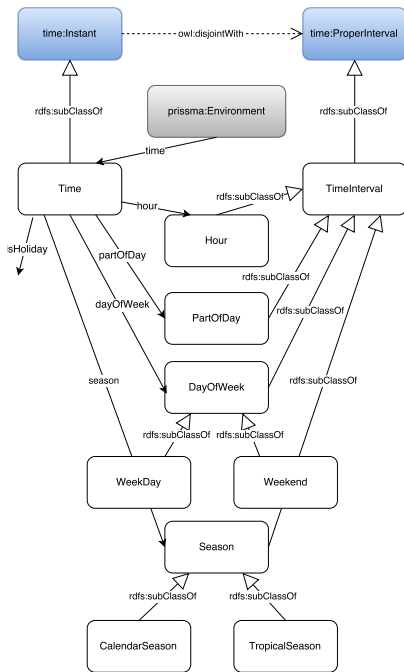 time:Instant
owl:disjointWith
time:ProperInterval
rdfs:subClassOf
rdfs:subClassOf
prissma:Environment
time
rdfs:subClassOf
Time
TimeInterval
hour
Hour
isHoliday
partOfDay
rdfs:subClassOf
dayOfWeek
PartOfDay
rdfs:subClassOf
season
DayOfWeek
rdfs:subClassOf
rdfs:subClassOf
rdfs:subClassOf
WeekDay
Weekend
Season
rdfs:subClassOf
rdfs:subClassOf
CalendarSeason
TropicalSeason